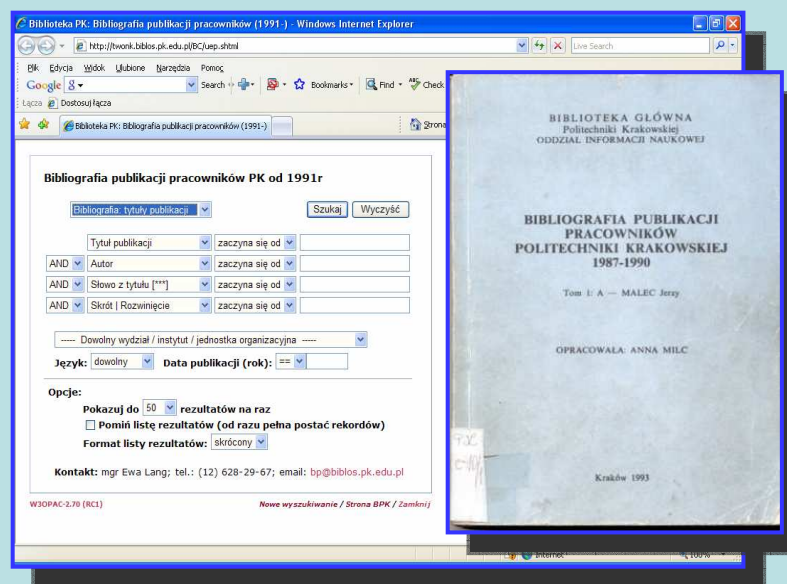 Biblioteka PK: Bibliografia publikacji pracowników (1991-) - Windows Internet Explorer
http://twonk.biblos.pk.edu.pl/BC/uep.shtml
Live Search
Plik Edycja Widok Ulubione Narzędzia Pomoc
Google Search Bookmarks Find Check
Łącza Dostosuj łącza
Biblioteka PK: Bibliografia publikacji pracowników (1991-)
Strona
Bibliografia publikacji pracowników PK od 1991r
Bibliografia: tytuły publikacji Szukaj Wyczyść
Tytuł publikacji zaczyna się od
AND Autor zaczyna się od
AND Słowo z tytułu [***] zaczyna się od
AND Skrót | Rozwinięcie zaczyna się od
----- Dowolny wydział / instytut / jednostka organizacyjna -----
Język: dowolny Data publikacji (rok): ==
Opcje:
Pokazuj do 50 rezultatów na raz
Pomiń listę rezultatów (od razu pełna postać rekordów)
Format listy rezultatów: skrócony
Kontakt: mgr Ewa Lang; tel.: (12) 628-29-67; email: bp@biblos.pk.edu.pl
W3OPAC-2.70 (RC1) Nowe wyszukiwanie / Strona BPK / Zamknij
Internet 100%
BIBLIOTEKA GŁÓWNA
Politechniki Krakowskiej
ODDZIAŁ INFORMACJI NAUKOWEJ
BIBLIOGRAFIA PUBLIKACJI
PRACOWNIKÓW
POLITECHNIKI KRAKOWSKIEJ
1987-1990
Tom 1: A — MALEC Jerzy
OPRACOWAŁA: ANNA MILC
Kraków 1993